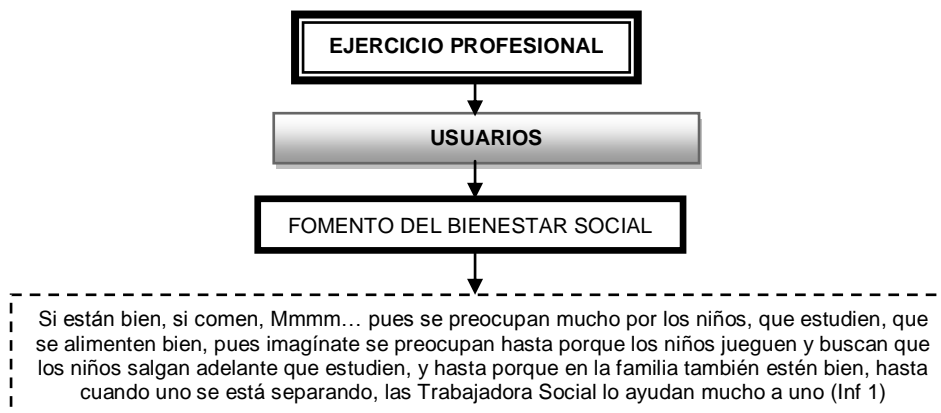 EJERCICIO PROFESIONAL
USUARIOS
FOMENTO DEL BIENESTAR SOCIAL
Si están bien, si comen, Mmmm… pues se preocupan mucho por los niños, que estudien, que
se alimenten bien, pues imagínate se preocupan hasta porque los niños jueguen y buscan que
los niños salgan adelante que estudien, y hasta porque en la familia también estén bien, hasta
cuando uno se está separando, las Trabajadora Social lo ayudan mucho a uno (Inf 1)